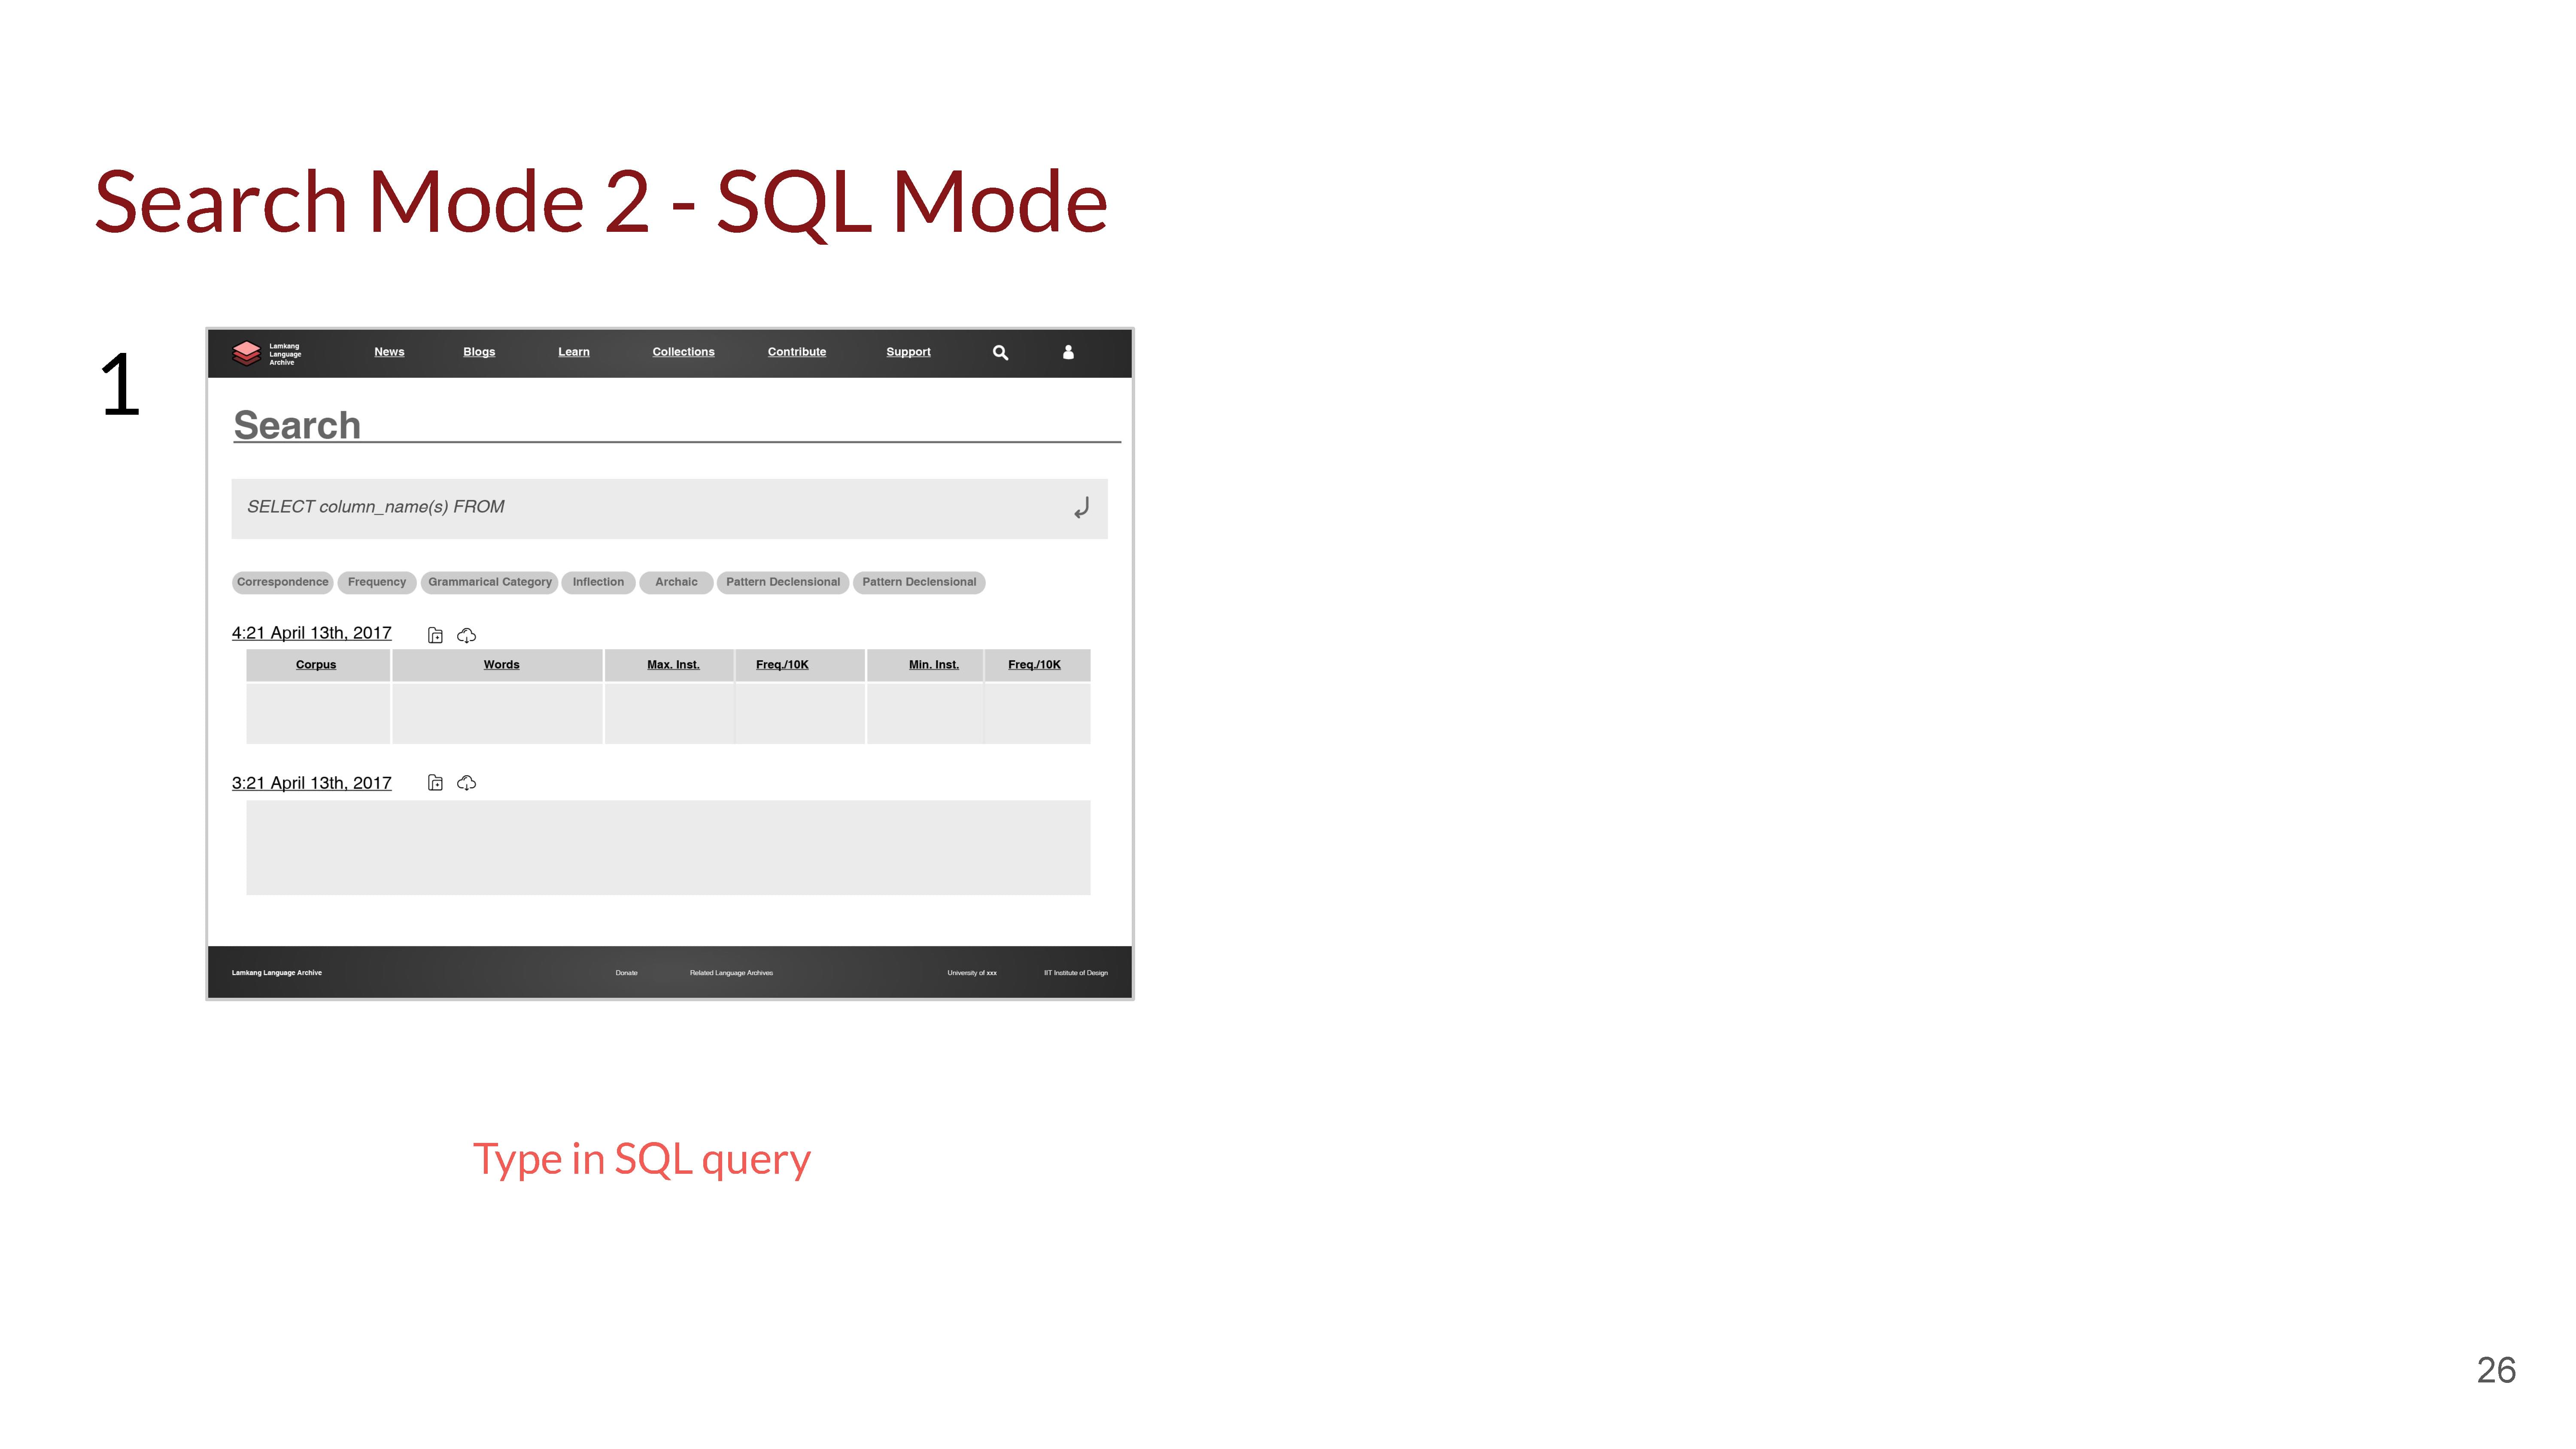 Search Mode 2 - SQL Mode
1
Lamkang
Language
Archive
News Blogs Learn Collections Contribute Support
Search
SELECT column_name(s) FROM
Correspondence Frequency Grammarical Category Inflection Archaic Pattern Declensional Pattern Declensional
4:21 April 13th, 2017
Corpus Words Max. Inst. Freq./10K Min. Inst. Freq./10K
3:21 April 13th, 2017
Lamkang Language Archive Donate Related Language Archives University of xxx IIT Institute of Design
Type in SQL query
26